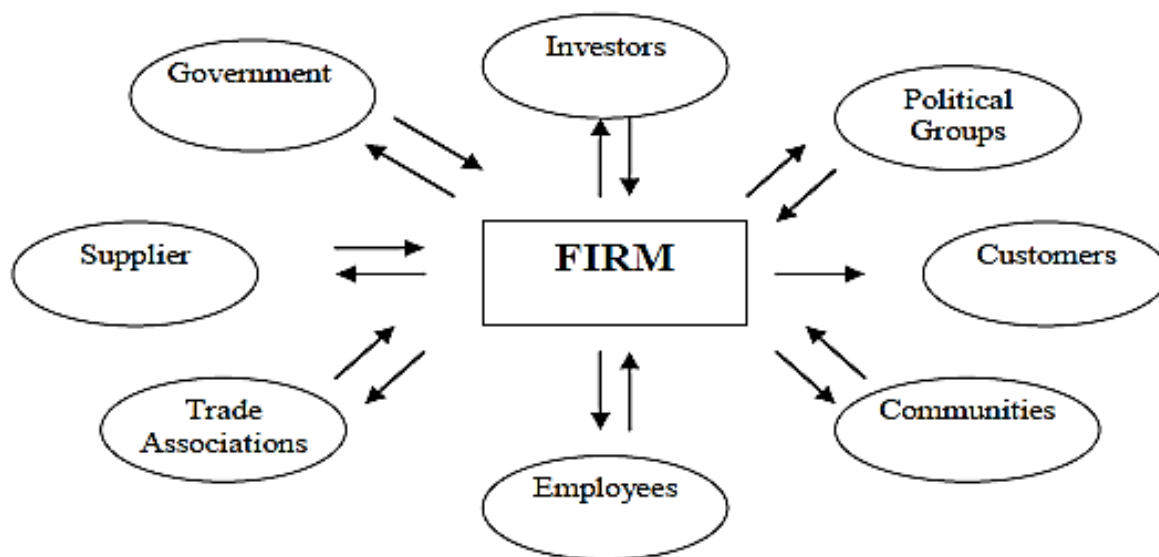 Investors
Government
Political
Groups
Supplier
FIRM
Customers
Trade
Associations
Communities
Employees